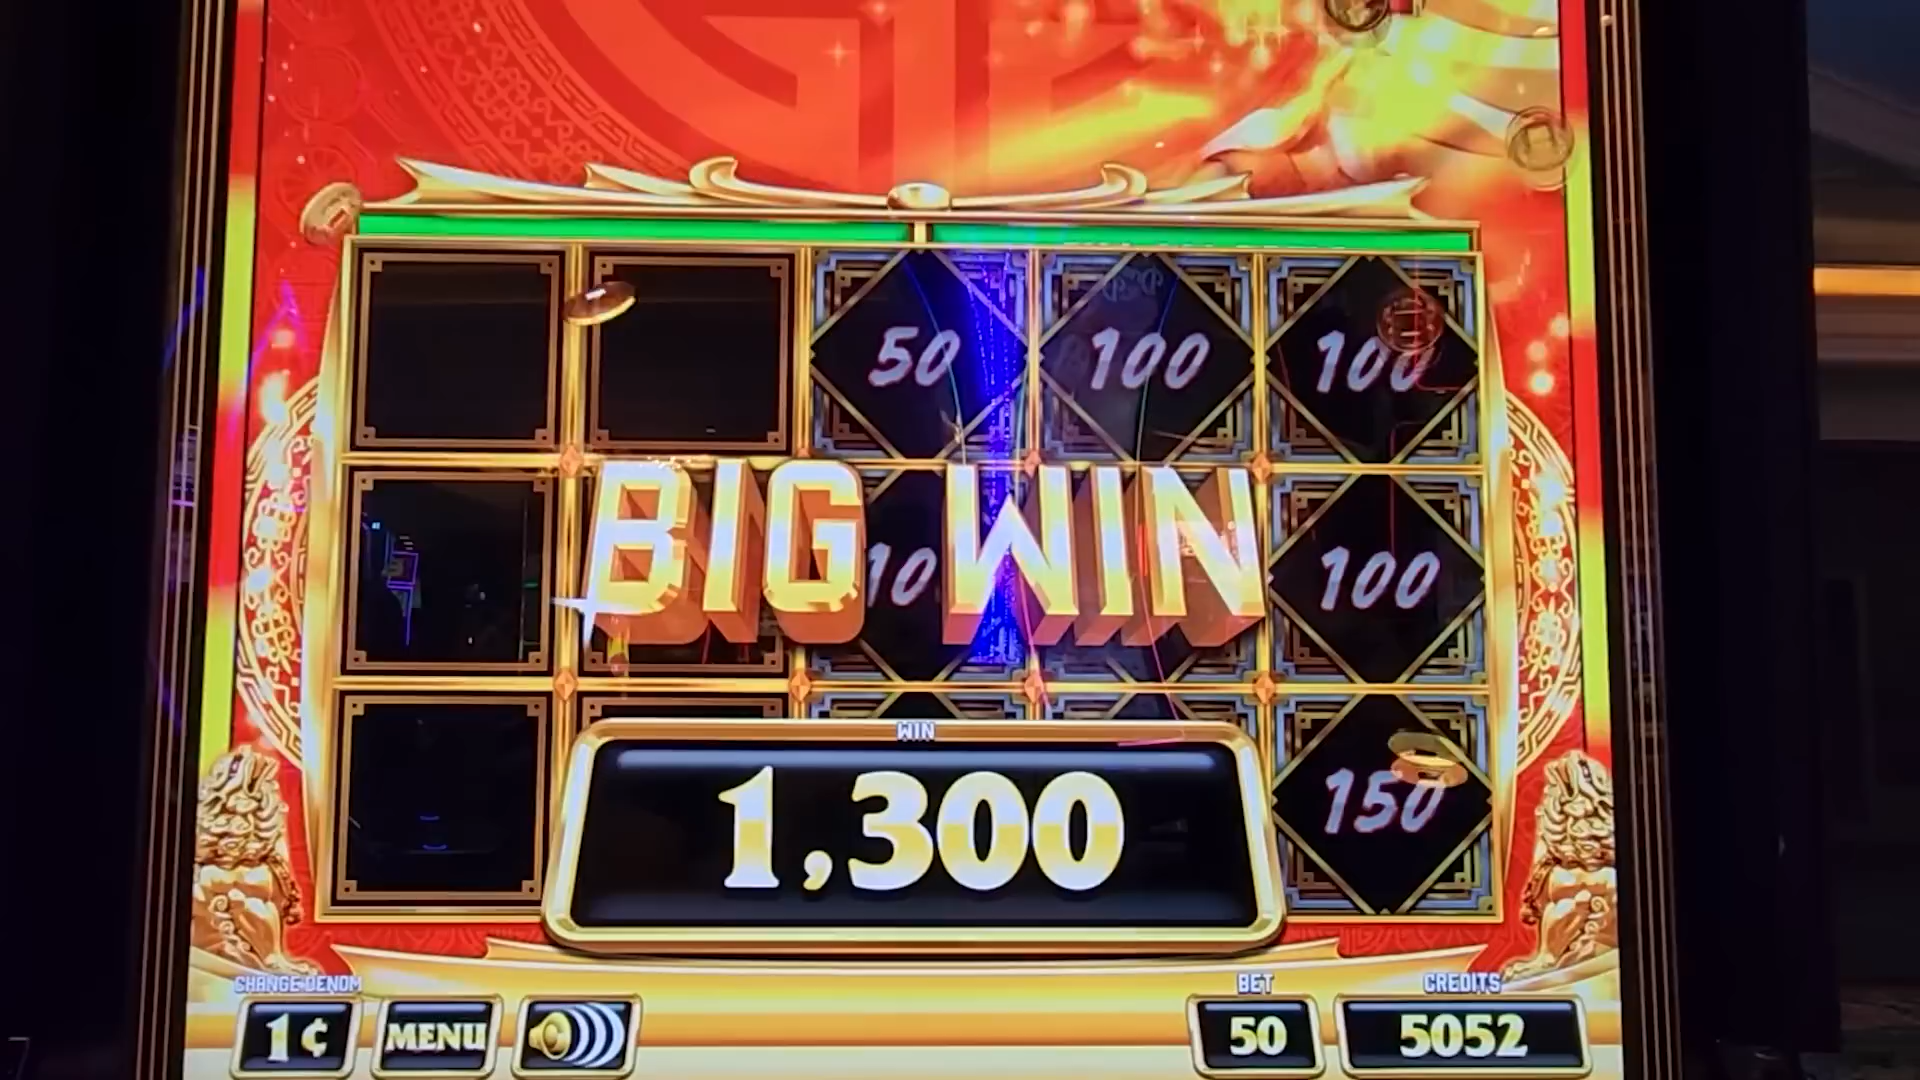 50 100 100
BIG WIN
10
100
WIN
1,300
150
CHANGE DENOM
BET
CREDITS
1¢
MENU
50
5052